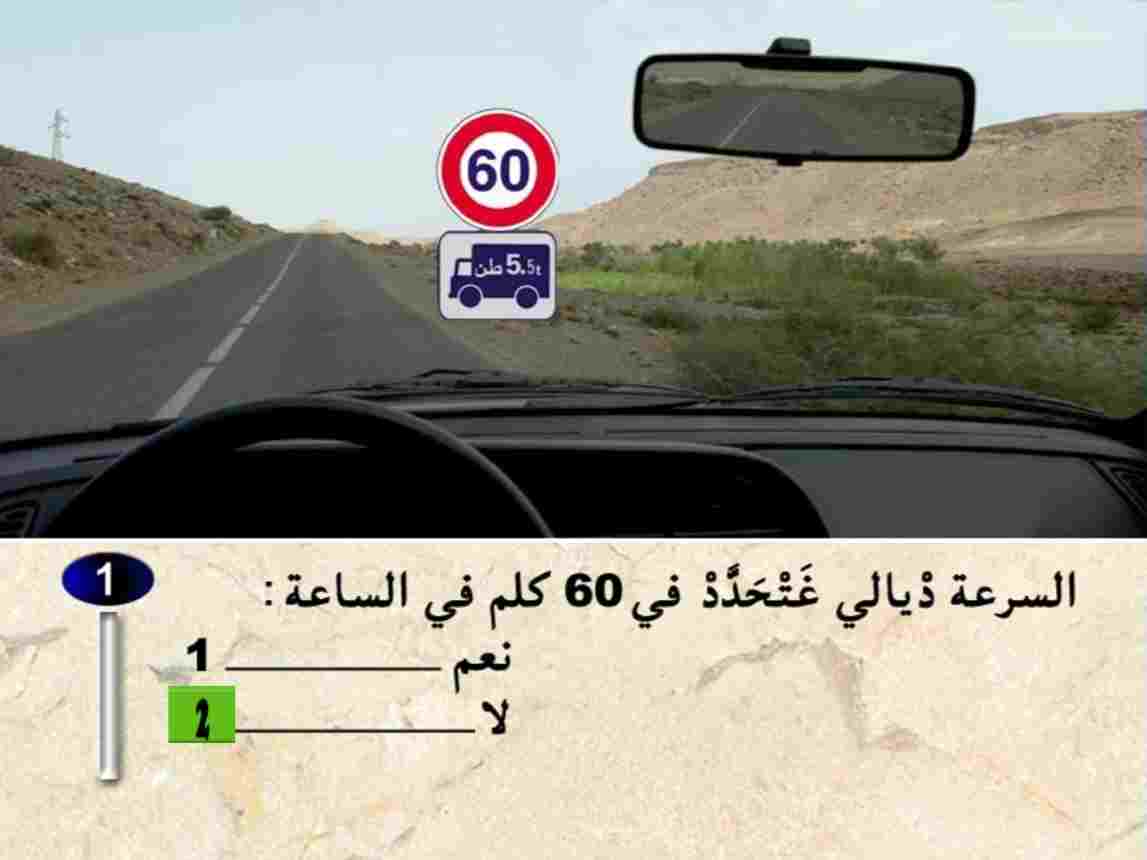 60
5.5t طن
1
السرعة دْيالي غَتْحَدَّدْ في 60 كلم في الساعة :
نعم 1
لا 2